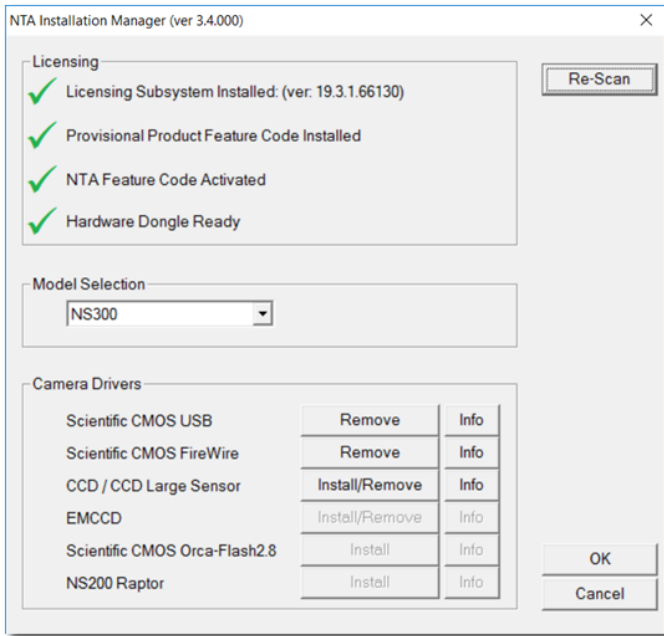 NTA Installation Manager (ver 3.4.000)
Licensing
Re-Scan
Licensing Subsystem Installed: (ver: 19.3.1.66130)
Provisional Product Feature Code Installed
NTA Feature Code Activated
Hardware Dongle Ready
Model Selection
NS300
Camera Drivers
Scientific CMOS USB Remove Info
Scientific CMOS FireWire Remove Info
CCD / CCD Large Sensor Install/Remove Info
EMCCD Install/Remove Info
Scientific CMOS Orca-Flash2.8 Install Info
NS200 Raptor Install Info
OK
Cancel